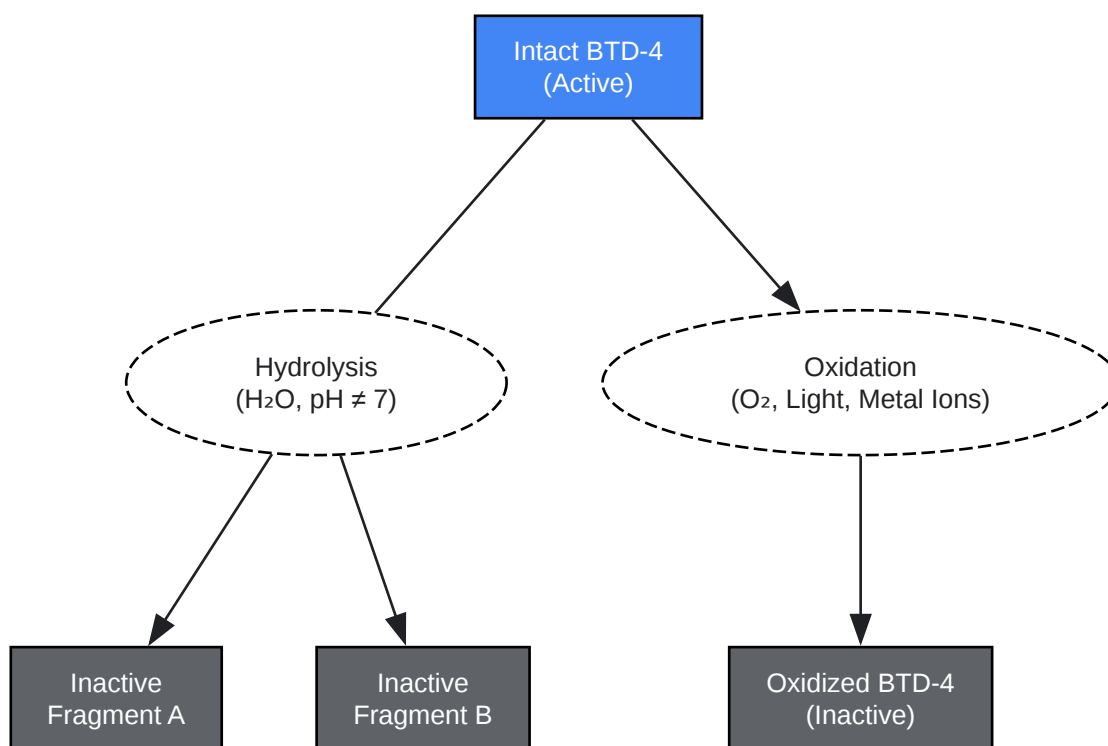 Intact BTD-4
(Active)
Hydrolysis
(H₂O, pH ≠ 7)
Oxidation
(O₂, Light, Metal Ions)
Inactive
Fragment A
Inactive
Fragment B
Oxidized BTD-4
(Inactive)